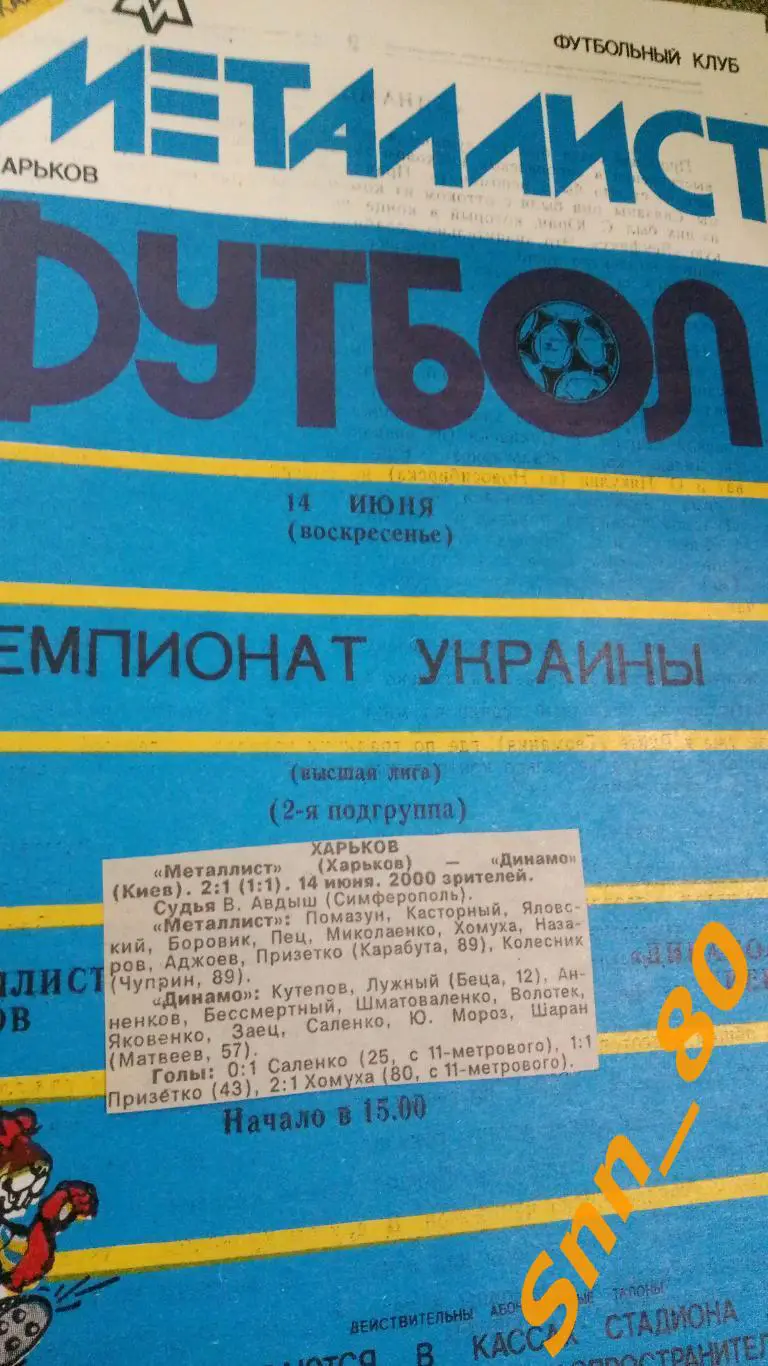 ФУТБОЛЬНЫЙ КЛУБ
МЕТАЛЛИСТ
АРЬКОВ
ФУТБОЛ
14 ИЮНЯ
(воскресенье)
ЕМПИОНАТ УКРАИНЫ
(высшая лига)
(2-я подгруппа)
ХАРЬКОВ
«Металлист» (Харьков) — «Динамо»
(Киев). 2:1 (1:1). 14 июня. 2000 зрителей.
Судья В. Авдыш (Симферополь).
«Металлист»: Помазун, Касторный, Яловс-
кий, Боровик, Пец, Миколаенко, Хомуха, Наза-
ров, Аджоев, Призетко (Карабута, 89), Колесник
(Чуприн, 89).
«Динамо»: Кутепов, Лужный (Беца, 12), Ан-
ненков, Бессмертный, Шматоваленко, Волотек,
Яковенко, Заец, Саленко, Ю. Мороз, Шаран
(Матвеев, 57).
Голы: 0:1 Саленко (25, с 11-метрового), 1:1
Призетко (43), 2:1 Хомуха (80, с 11-метрового).
ЛЛИСТ
ОВ
Начало в 15.00
ДЕЙСТВИТЕЛЬНЫ
ТАЛОНЫ
В КАССАХ СТАДИОНА
Snn_80